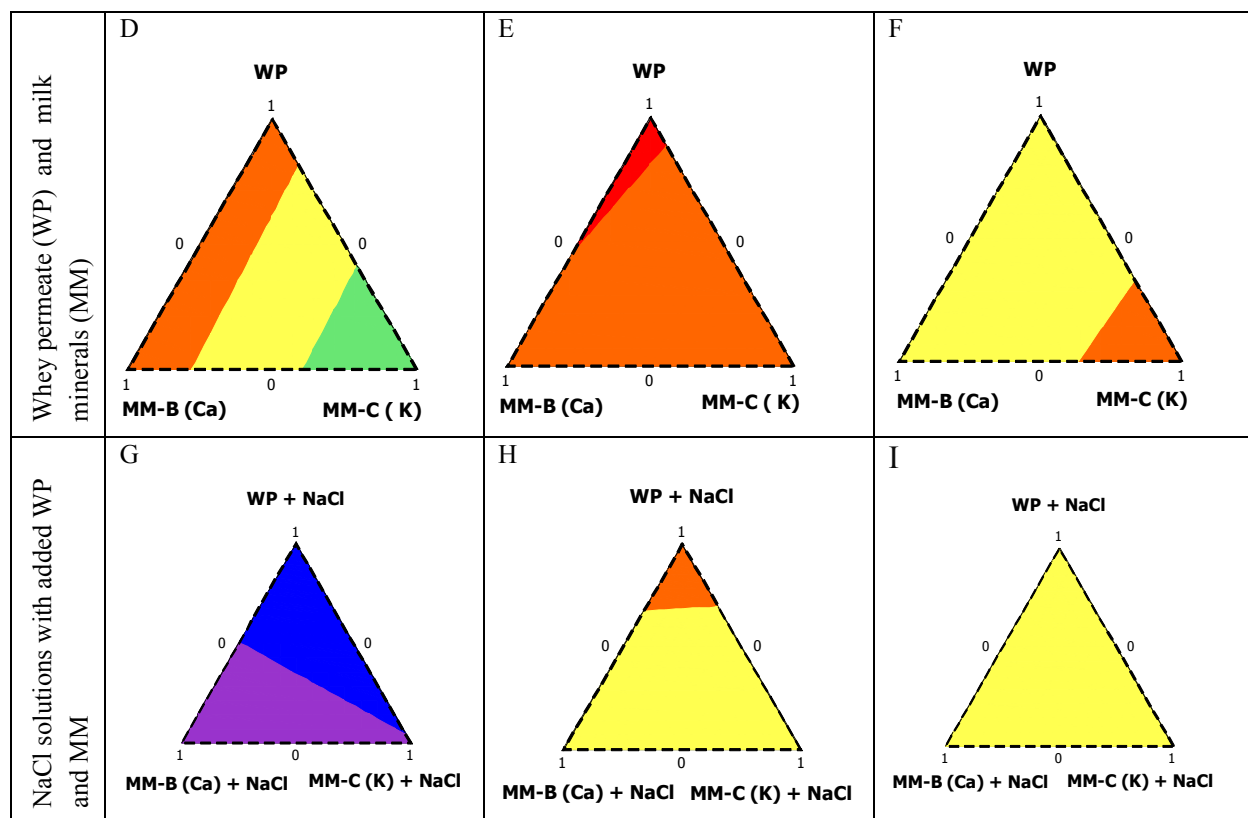 Whey permeate (WP) and milk
minerals (MM)
D
WP
1
0
0
1
0
1
MM-B (Ca)
MM-C ( K)
E
WP
1
0
0
1
0
1
MM-B (Ca)
MM-C ( K)
F
WP
1
0
0
1
0
1
MM-B (Ca)
MM-C (K)
NaCl solutions with added WP
and MM
G
WP + NaCl
1
0
0
1
0
1
MM-B (Ca) + NaCl
MM-C (K) + NaCl
H
WP + NaCl
1
0
0
1
0
1
MM-B (Ca) + NaCl
MM-C (K) + NaCl
I
WP + NaCl
1
0
0
1
0
1
MM-B (Ca) + NaCl
MM-C (K) + NaCl